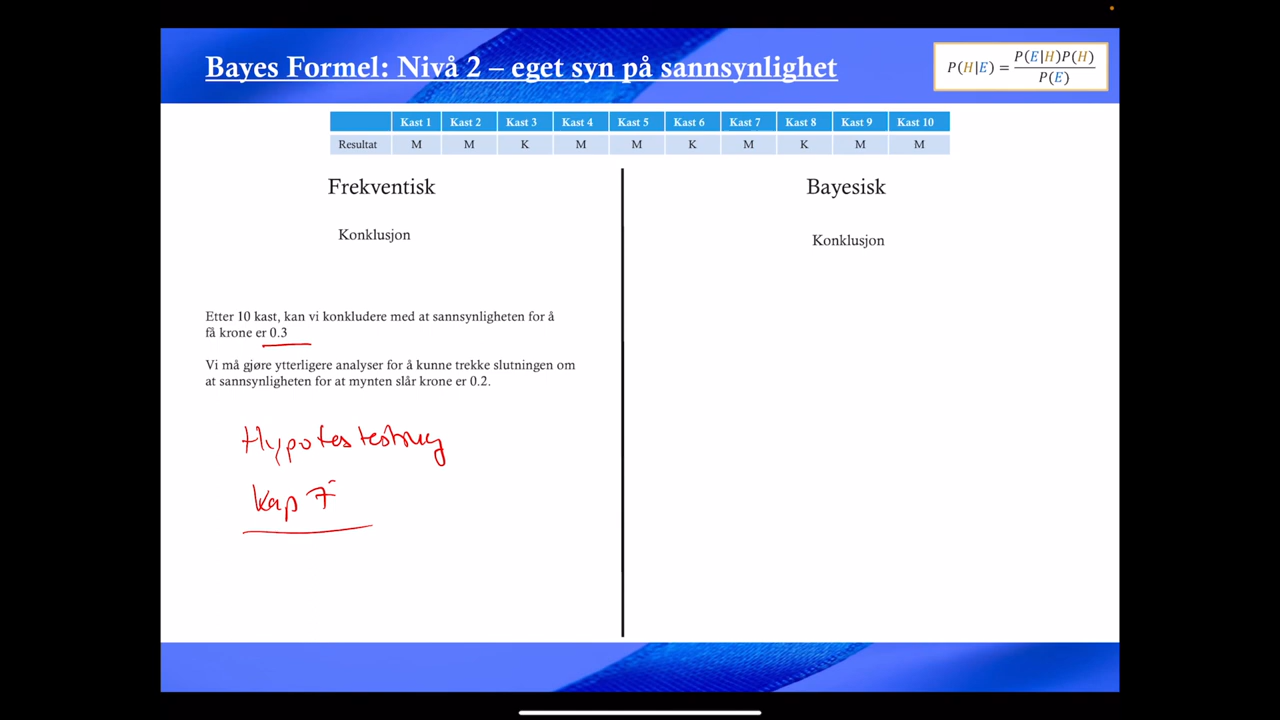 Bayes Formel: Nivå 2 – eget syn på sannsynlighet
P(H|E) = P(E|H)P(H) / P(E)
Kast 1 Kast 2 Kast 3 Kast 4 Kast 5 Kast 6 Kast 7 Kast 8 Kast 9 Kast 10
Resultat M M K M M K M K M M
Frekventisk
Konklusjon
Etter 10 kast, kan vi konkludere med at sannsynligheten for å
få krone er 0.3
Vi må gjøre ytterligere analyser for å kunne trekke slutningen om
at sannsynligheten for at mynten slår krone er 0.2.
Hypotestestning
Kap 7
Bayesisk
Konklusjon